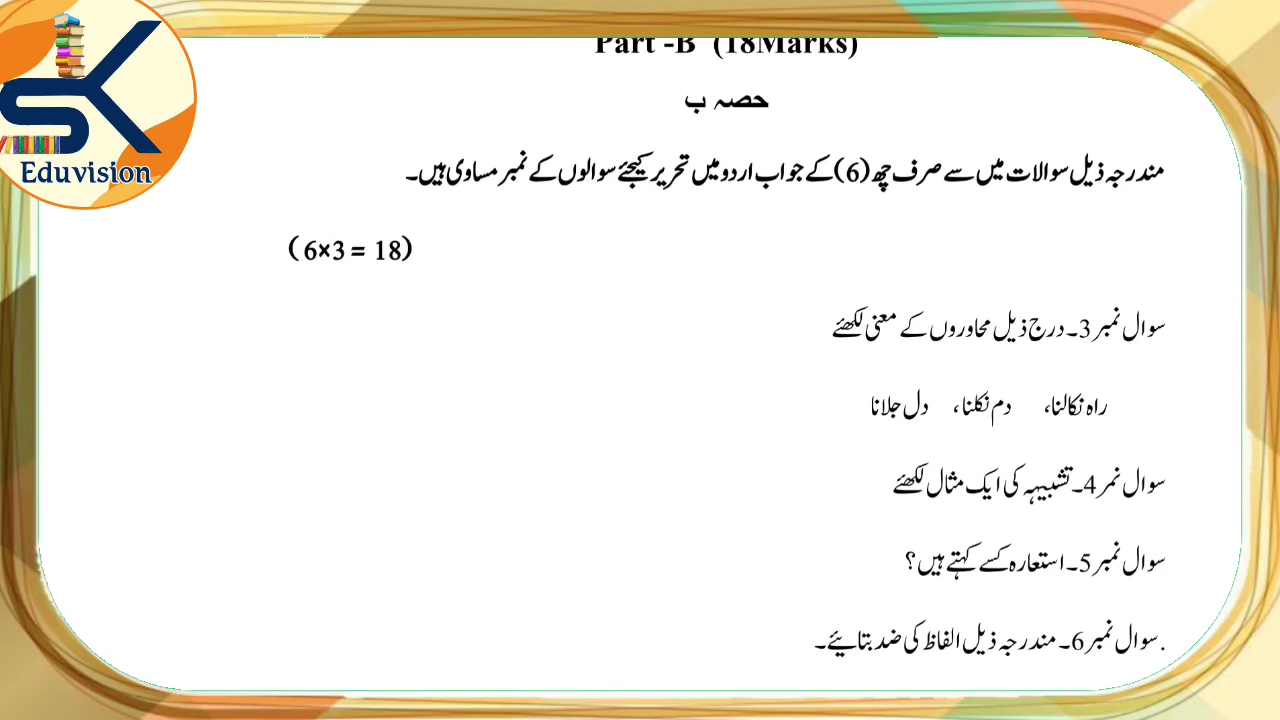 SK
Eduvision
Part -B (18Marks)
حصہ ب
مندرجہ ذیل سوالات میں سے صرف چھ (6) کے جواب اردو میں تحریر کیجئے سوالوں کے نمبر مساوی ہیں۔
( 6×3 = 18)
سوال نمبر 3۔ درج ذیل محاوروں کے معنی لکھئے
راہ نکالنا، دم نکلنا، دل جلانا
سوال نمر 4۔ تشبیہہ کی ایک مثال لکھئے
سوال نمبر 5۔ استعارہ کسے کہتے ہیں؟
. سوال نمبر 6۔ مندرجہ ذیل الفاظ کی ضد بتایئے۔